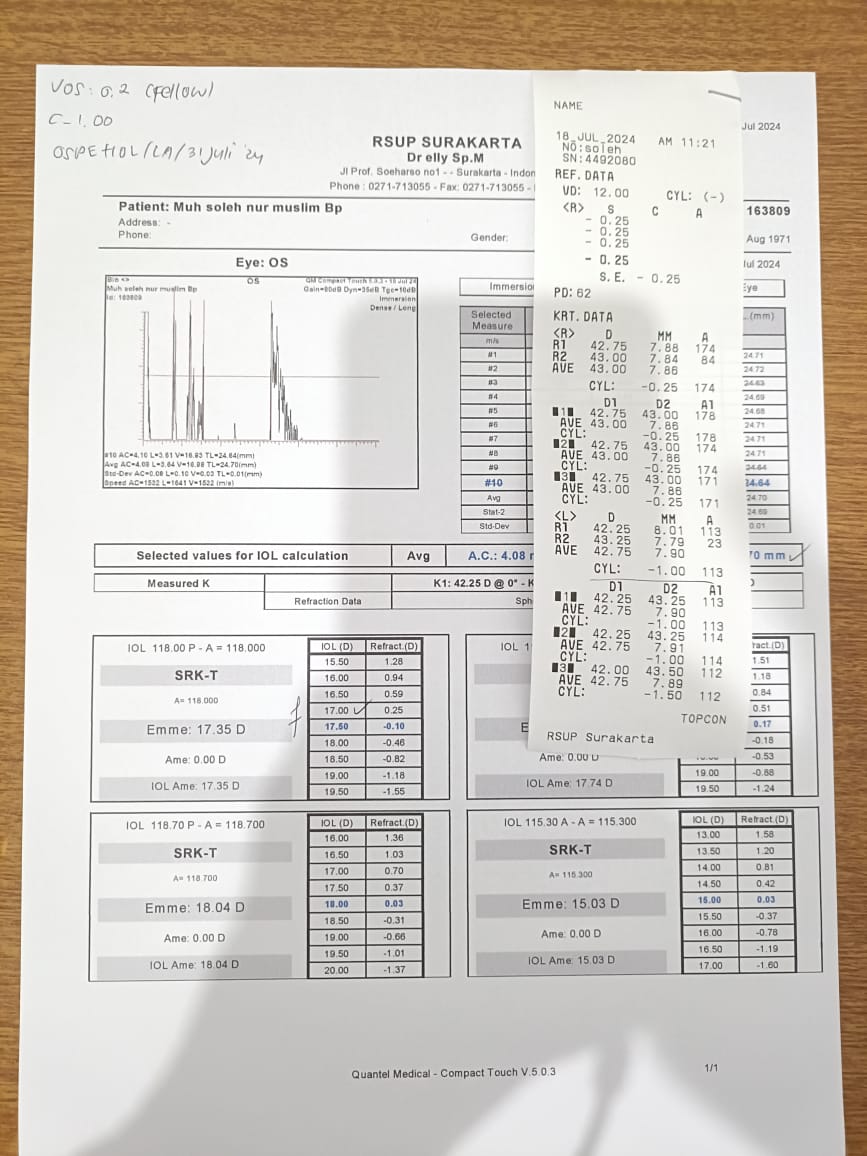 VOS: 0.2 (fellow)
C-1.00
OSPEHOL/LA/31 Juli '24
Jul 2024
RSUP SURAKARTA
Dr elly Sp.M
Jl Prof. Soeharso no1 - - Surakarta - Indon
Phone : 0271-713055 - Fax: 0271-713055 -
Patient: Muh soleh nur muslim Bp
163809
Address: -
Phone:
Gender:
Aug 1971
Eye: OS
Jul 2024
Muh soleh nur muslim Bp
Id: 163809
OS
QM Compact Touch 5.0.3 - 18 Jul 24
Gain=80dB Dyn=35dB Tgc=10dB
Immersion
Dense / Long
#10 AC=4.10 L=3.61 V=16.93 TL=24.64(mm)
Avg AC=4.08 L=3.64 V=16.98 TL=24.70(mm)
Std-Dev AC=0.08 L=0.10 V=0.03 TL=0.01(mm)
Speed AC=1532 L=1641 V=1532 (m/s)
Immersio
Eye
Selected Measure
(mm)
m/s
#1 24.71
#2 24.72
#3 24.63
#4 24.69
#5 24.68
#6 24.71
#7 24.71
#8 24.71
#9 24.64
#10 24.64
Avg 24.70
Stat-2 24.69
Std-Dev 0.01
Selected values for IOL calculation
Avg
A.C.: 4.08
70 mm
Measured K
K1: 42.25 D @ 0° - K
Refraction Data
Sph
IOL 118.00 P - A = 118.000
SRK-T
A= 118.000
Emme: 17.35 D
Ame: 0.00 D
IOL Ame: 17.35 D
IOL (D) Refract.(D)
15.50 1.28
16.00 0.94
16.50 0.59
17.00 0.25
17.50 -0.10
18.00 -0.46
18.50 -0.82
19.00 -1.18
19.50 -1.55
IOL 1
E
Ame: 0.00 D
IOL Ame: 17.74 D
ract.(D)
1.51
1.18
0.84
0.51
0.17
-0.18
-0.53
19.00 -0.88
19.50 -1.24
IOL 118.70 P - A = 118.700
SRK-T
A= 118.700
Emme: 18.04 D
Ame: 0.00 D
IOL Ame: 18.04 D
IOL (D) Refract.(D)
16.00 1.36
16.50 1.03
17.00 0.70
17.50 0.37
18.00 0.03
18.50 -0.31
19.00 -0.66
19.50 -1.01
20.00 -1.37
IOL 115.30 A - A = 115.300
SRK-T
A= 115.300
Emme: 15.03 D
Ame: 0.00 D
IOL Ame: 15.03 D
IOL (D) Refract.(D)
13.00 1.58
13.50 1.20
14.00 0.81
14.50 0.42
15.00 0.03
15.50 -0.37
16.00 -0.78
16.50 -1.19
17.00 -1.60
Quantel Medical - Compact Touch V.5.0.3
1/1
NAME
18_JUL_2024 AM 11:21
NO:soleh
SN:4492080
REF.DATA
VD: 12.00 CYL: (-)
<R> S C A
- 0.25
- 0.25
- 0.25
- 0.25
S.E. - 0.25
PD:62
KRT.DATA
<R> D MM A
R1 42.75 7.88 174
R2 43.00 7.84 84
AVE 43.00 7.86
CYL: -0.25 174
D1 D2 A1
1 42.75 43.00 178
AVE 43.00 7.86
CYL: -0.25 178
2 42.75 43.00 174
AVE 43.00 7.86
CYL: -0.25 174
3 42.75 43.00 171
AVE 43.00 7.86
CYL: -0.25 171
<L> D MM A
R1 42.25 8.01 113
R2 43.25 7.79 23
AVE 42.75 7.90
CYL: -1.00 113
D1 D2 A1
1 42.25 43.25 113
AVE 42.75 7.90
CYL: -1.00 113
2 42.25 43.25 114
AVE 42.75 7.91
CYL: -1.00 114
3 42.00 43.50 112
AVE 42.75 7.89
CYL: -1.50 112
TOPCON
RSUP Surakarta